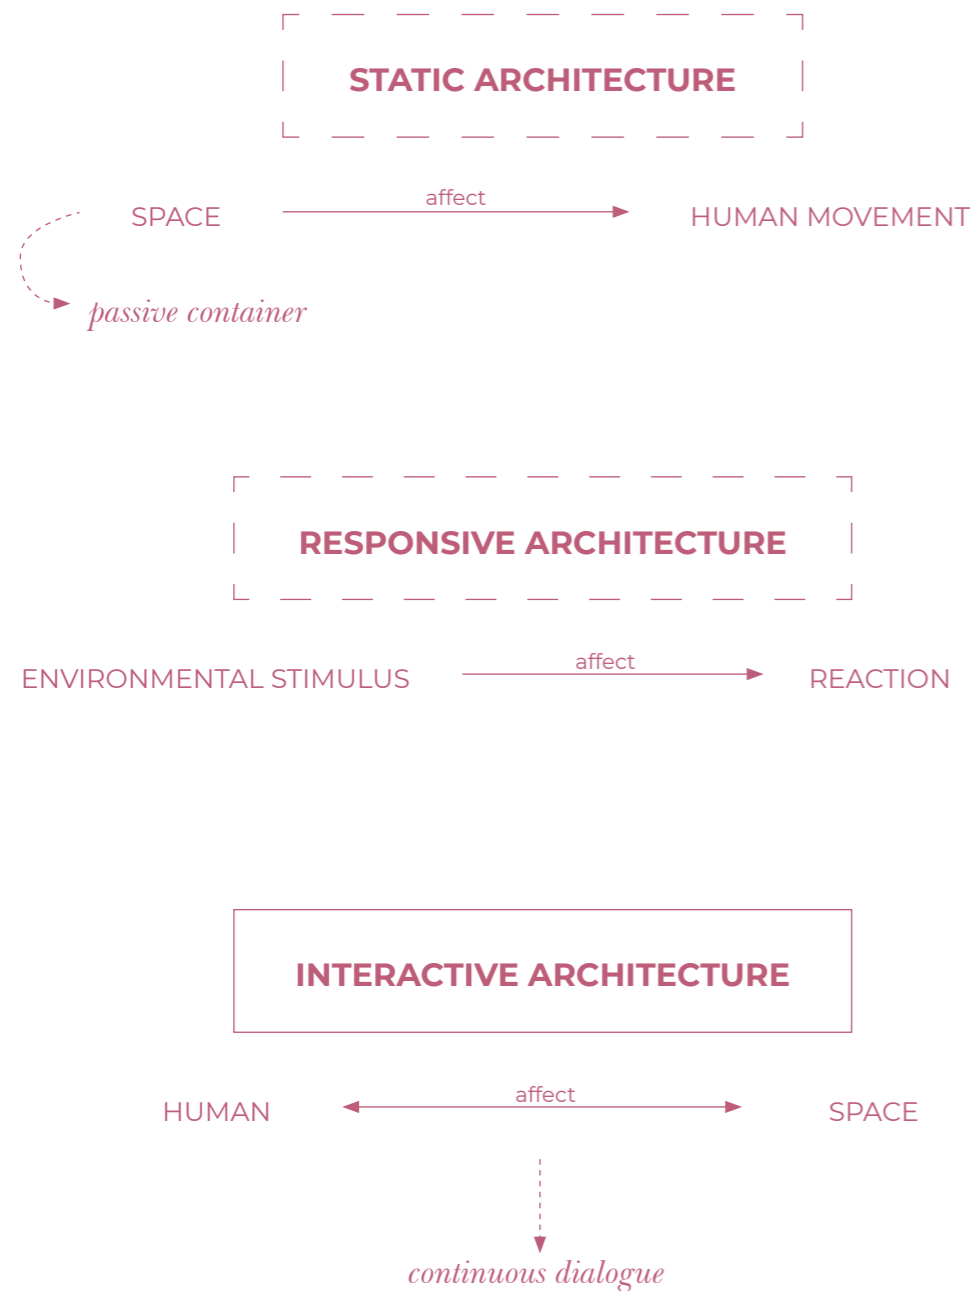 STATIC ARCHITECTURE
affect
SPACE
HUMAN MOVEMENT
passive container
RESPONSIVE ARCHITECTURE
affect
ENVIRONMENTAL STIMULUS
REACTION
INTERACTIVE ARCHITECTURE
affect
HUMAN
SPACE
continuous dialogue